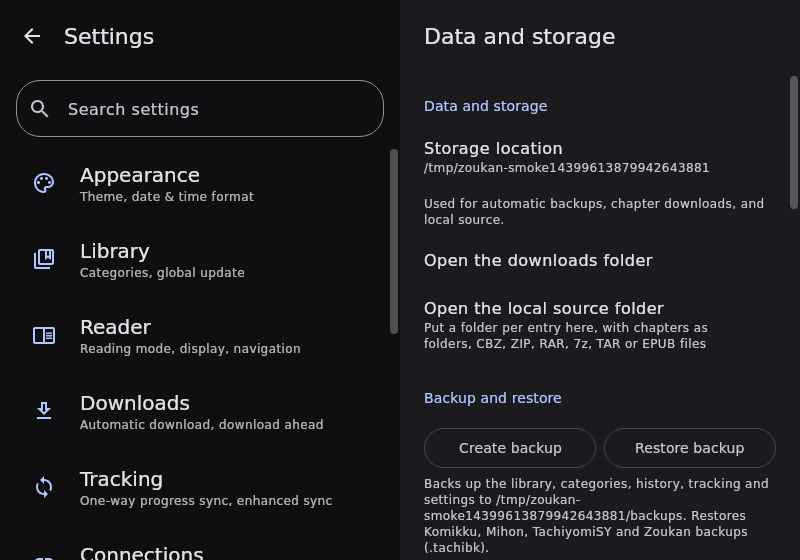 Settings
Search settings
Appearance
Theme, date & time format
Library
Categories, global update
Reader
Reading mode, display, navigation
Downloads
Automatic download, download ahead
Tracking
One-way progress sync, enhanced sync
Connections
Data and storage
Data and storage
Storage location
/tmp/zoukan-smoke14399613879942643881
Used for automatic backups, chapter downloads, and
local source.
Open the downloads folder
Open the local source folder
Put a folder per entry here, with chapters as
folders, CBZ, ZIP, RAR, 7z, TAR or EPUB files
Backup and restore
Create backup
Restore backup
Backs up the library, categories, history, tracking and
settings to /tmp/zoukan-
smoke14399613879942643881/backups. Restores
Komikku, Mihon, TachiyomiSY and Zoukan backups
(.tachibk).